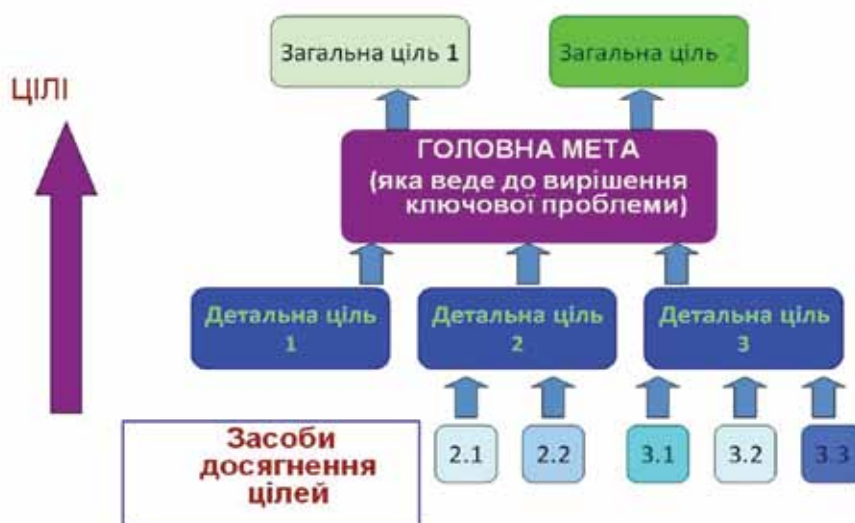 Загальна ціль 1
Загальна ціль 2
ЦІЛІ
ГОЛОВНА МЕТА
(яка веде до вирішення
ключової проблеми)
Детальна ціль
1
Детальна ціль
2
Детальна ціль
3
Засоби
досягнення
цілей
2.1
2.2
3.1
3.2
3.3